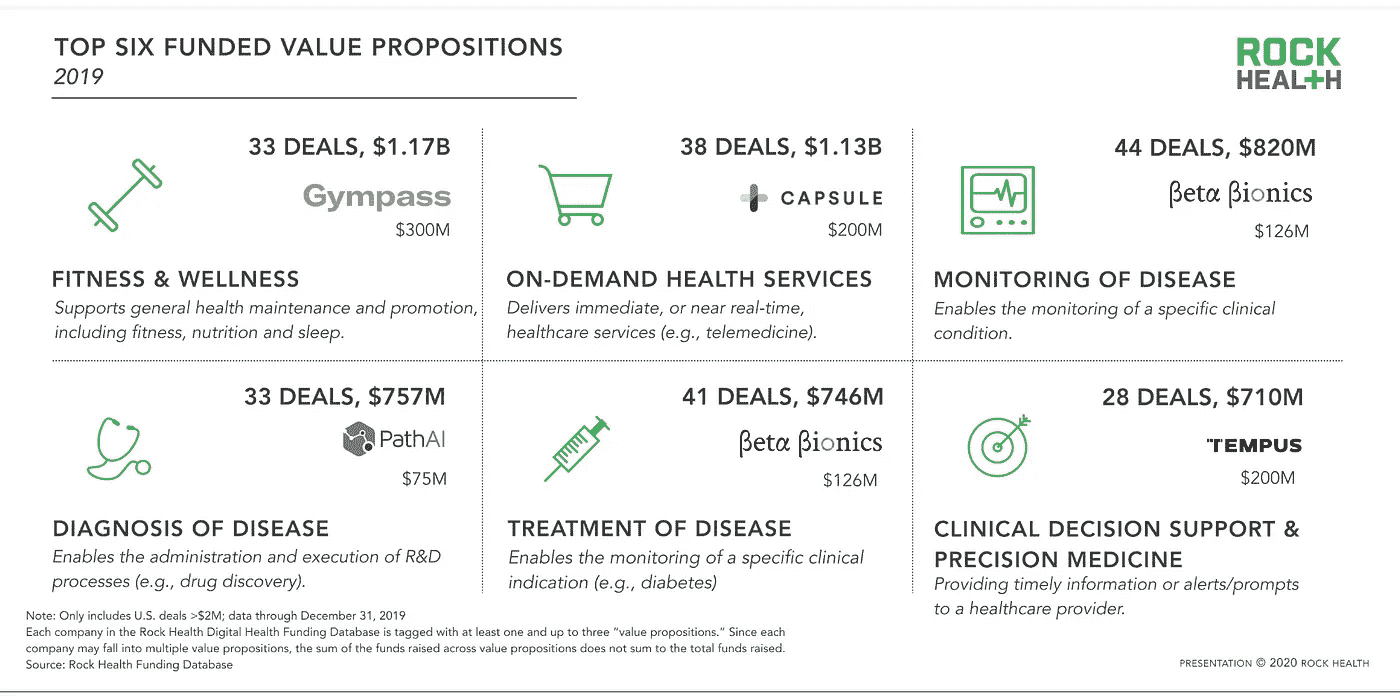 TOP SIX FUNDED VALUE PROPOSITIONS
2019
ROCK
HEALTH
33 DEALS, $1.17B
Gympass
$300M
FITNESS & WELLNESS
Supports general health maintenance and promotion,
including fitness, nutrition and sleep.
38 DEALS, $1.13B
CAPSULE
$200M
ON-DEMAND HEALTH SERVICES
Delivers immediate, or near real-time,
healthcare services (e.g., telemedicine).
44 DEALS, $820M
βetα βionics
$126M
MONITORING OF DISEASE
Enables the monitoring of a specific clinical
condition.
33 DEALS, $757M
PathAI
$75M
DIAGNOSIS OF DISEASE
Enables the administration and execution of R&D
processes (e.g., drug discovery).
41 DEALS, $746M
βetα βionics
$126M
TREATMENT OF DISEASE
Enables the monitoring of a specific clinical
indication (e.g., diabetes)
28 DEALS, $710M
TEMPUS
$200M
CLINICAL DECISION SUPPORT &
PRECISION MEDICINE
Providing timely information or alerts/prompts
to a healthcare provider.
Note: Only includes U.S. deals >$2M; data through December 31, 2019
Each company in the Rock Health Digital Health Funding Database is tagged with at least one and up to three “value propositions.” Since each
company may fall into multiple value propositions, the sum of the funds raised across value propositions does not sum to the total funds raised.
Source: Rock Health Funding Database
PRESENTATION © 2020 ROCK HEALTH